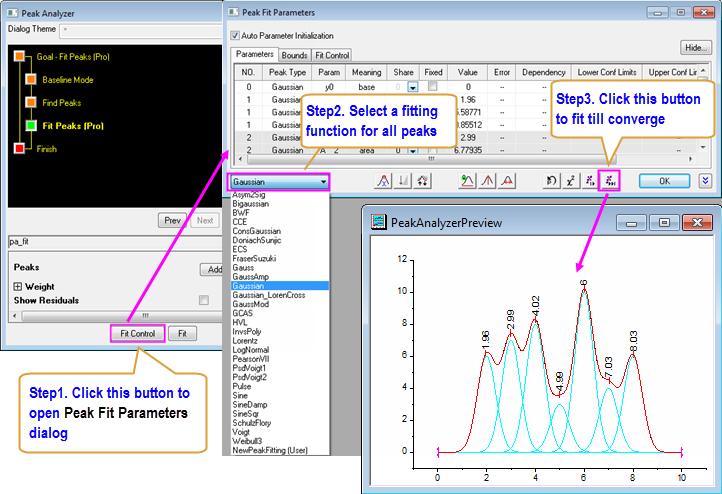 Peak Analyzer
Dialog Theme
Goal - Fit Peaks (Pro)
Baseline Mode
Find Peaks
Fit Peaks (Pro)
Finish
Prev Next
pa_fit
Peaks Add
Weight
Show Residuals
Fit Control Fit
Step1. Click this button to
open Peak Fit Parameters
dialog
Peak Fit Parameters
Auto Parameter Initialization
Hide...
Parameters Bounds Fit Control
NO. Peak Type Param Meaning Share Fixed Value Error Dependency Lower Conf Limits Upper Conf Lir
0 Gaussian y0 base 0 0 -- -- -- --
1 Gaussian 1.96 --
1 Gaussian 5.58771 --
1 Gaussian 0.85512 --
2 Gaussian 2.99 --
2 Gaussian A__2 area 0 6.77935 -- --
Step2. Select a fitting
function for all peaks
Step3. Click this button
to fit till converge
Gaussian
OK
Asym2Sig
Bigaussian
BWF
CCE
ConsGaussian
DoniachSunjic
ECS
FraserSuzuki
Gauss
GaussAmp
Gaussian
Gaussian_LorenCross
GaussMod
GCAS
HVL
InvsPoly
Lorentz
LogNormal
PearsonVII
PsdVoigt1
PsdVoigt2
Pulse
Sine
SineDamp
SineSqr
SchulzFlory
Voigt
Weibull3
NewPeakFitting (User)
PeakAnalyzerPreview
12
10
8
6
4
2
0
1.96
2.99
4.02
4.99
6
7.03
8.03
0 2 4 6 8 10